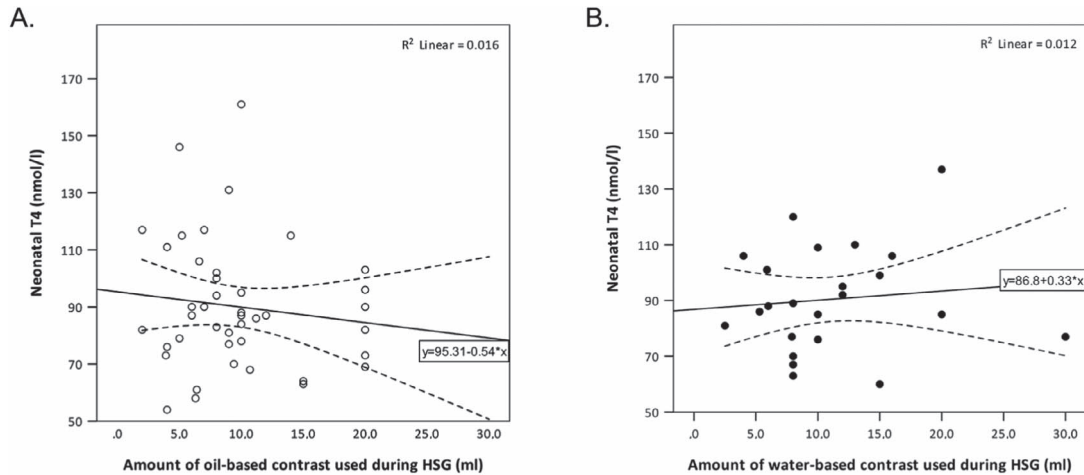 A.
R² Linear = 0.016
Neonatal T4 (nmol/l)
170
150
130
110
90
70
50
y=95.31-0.54*x
.0 5.0 10.0 15.0 20.0 25.0 30.0
Amount of oil-based contrast used during HSG (ml)
B.
R² Linear = 0.012
Neonatal T4 (nmol/l)
170
150
130
110
90
70
50
y=86.8+0.33*x
.0 5.0 10.0 15.0 20.0 25.0 30.0
Amount of water-based contrast used during HSG (ml)